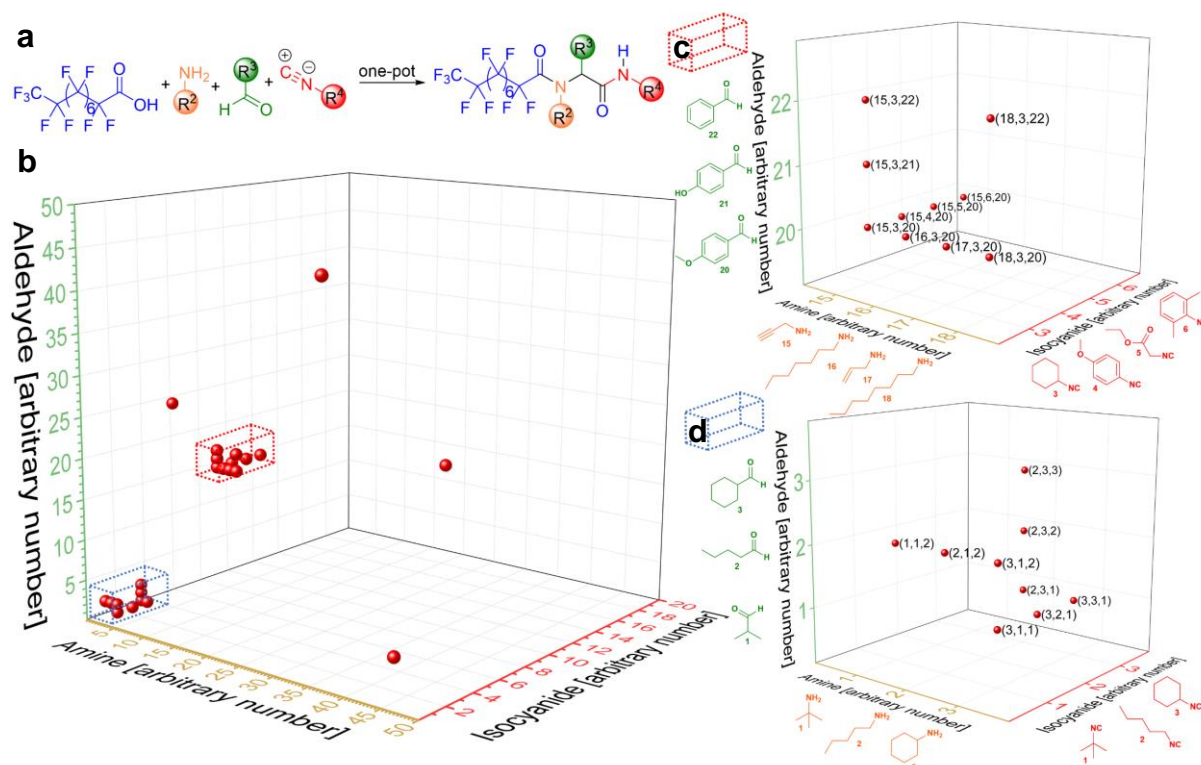 a
F₃C
F
F
F
F
F
F
F
F
6
O
OH
+
NH₂
R²
+
R³
H
O
+
C
N
R⁴
one-pot
F₃C
F
F
F
F
F
F
F
F
6
O
N
R²
R³
O
H
N
R⁴
b
Aldehyde [arbitrary number]
50
45
40
35
30
25
20
15
10
5
Amine [arbitrary number]
5
10
15
20
25
30
35
40
45
50
Isocyanide [arbitrary number]
2
4
6
8
10
12
14
16
18
20
c
O
H
22
O
H
HO
21
O
H
O
20
Aldehyde [arbitrary number]
22
21
20
(15,3,22)
(18,3,22)
(15,3,21)
(15,6,20)
(15,5,20)
(15,4,20)
(15,3,20)
(16,3,20)
(17,3,20)
(18,3,20)
Amine [arbitrary number]
15
16
17
18
Isocyanide [arbitrary number]
3
4
5
6
NH₂
15
NH₂
16
NH₂
17
NH₂
18
NC
3
O
NC
4
O
O
NC
5
6
d
O
H
3
O
H
2
O
H
1
Aldehyde [arbitrary number]
3
2
1
(2,3,3)
(2,3,2)
(1,1,2)
(2,1,2)
(3,1,2)
(2,3,1)
(3,3,1)
(3,2,1)
(3,1,1)
Amine [arbitrary number]
1
2
3
Isocyanide [arbitrary number]
1
2
3
NH₂
1
NH₂
2
NH₂
NC
1
NC
2
NC
3